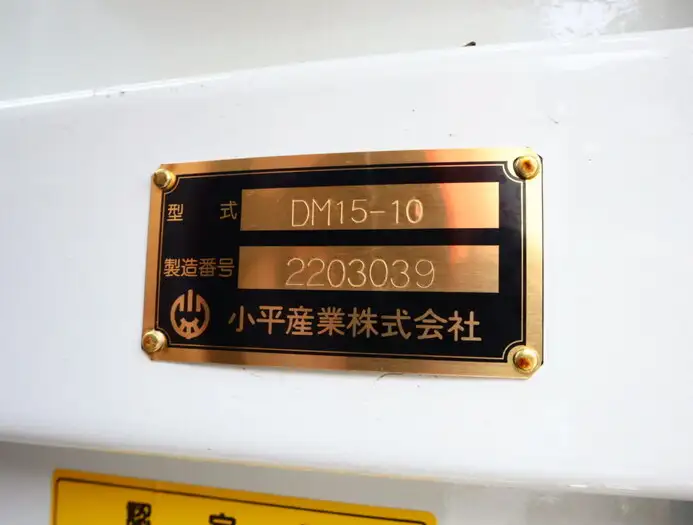 型 式 DM15-10
製造番号 2203039
小平産業株式会社